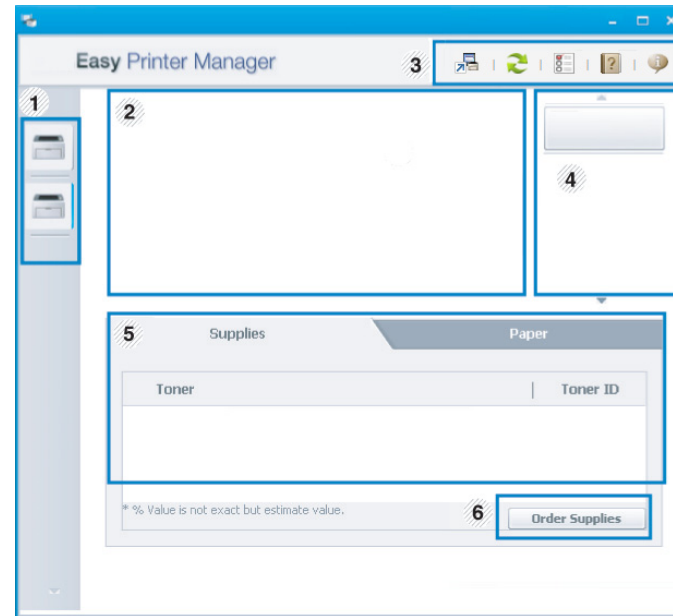 Easy Printer Manager
3
1
2
4
5
Supplies
Paper
Toner
Toner ID
* % Value is not exact but estimate value.
6
Order Supplies